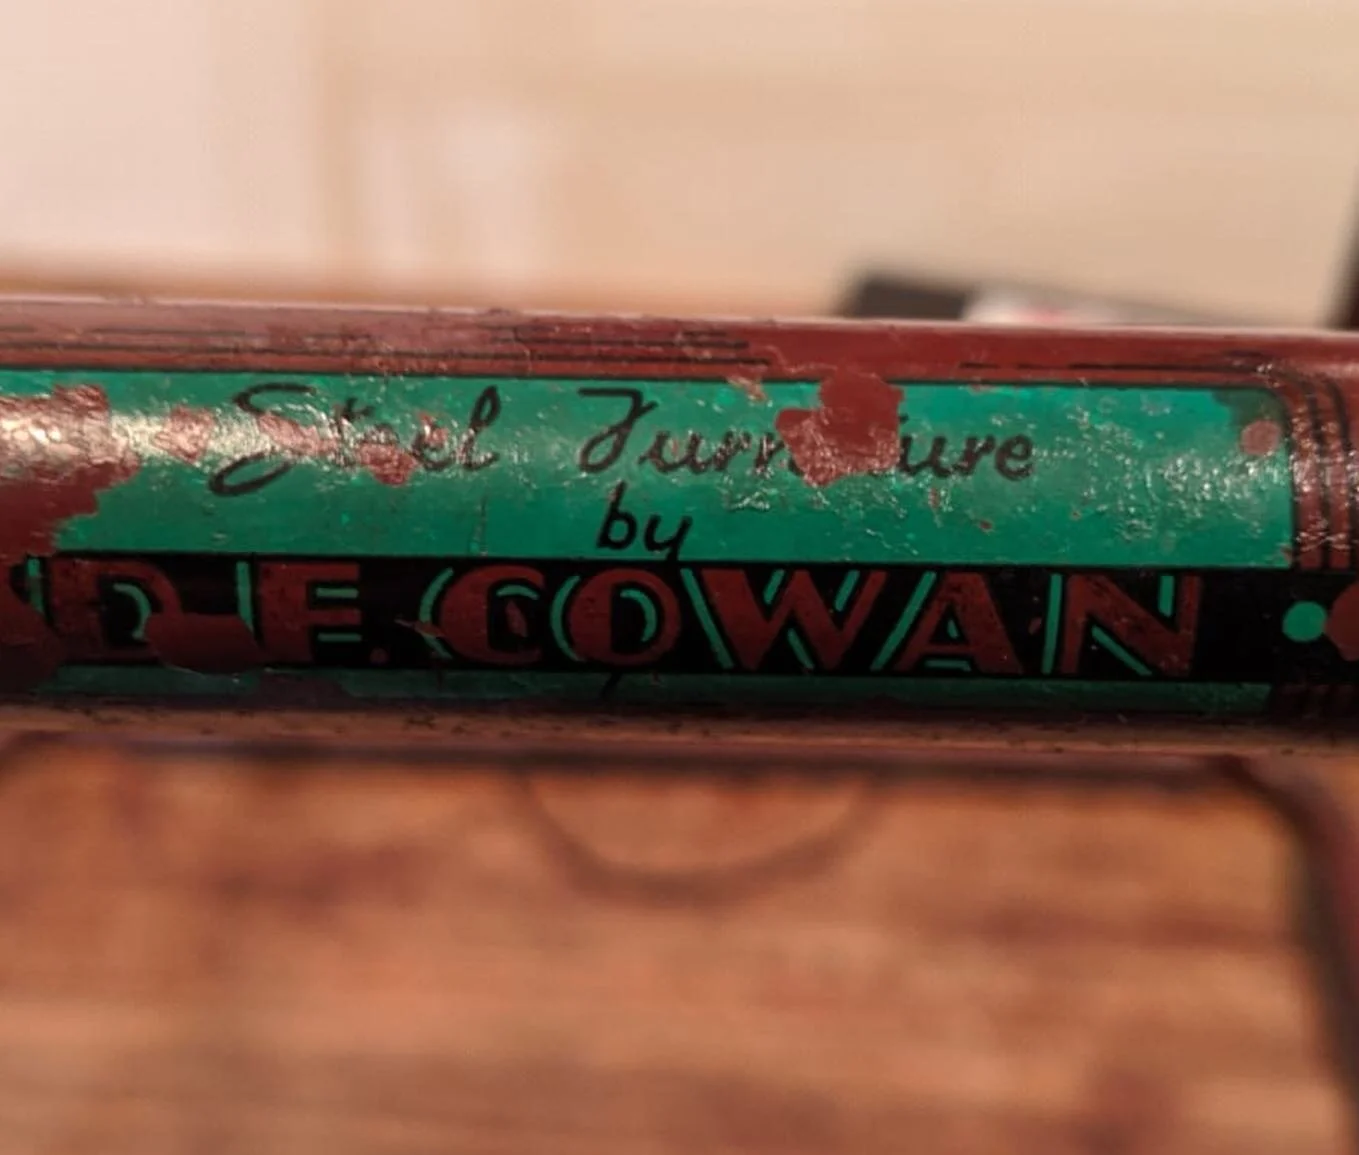 Steel Furniture
by
D.F. COWAN